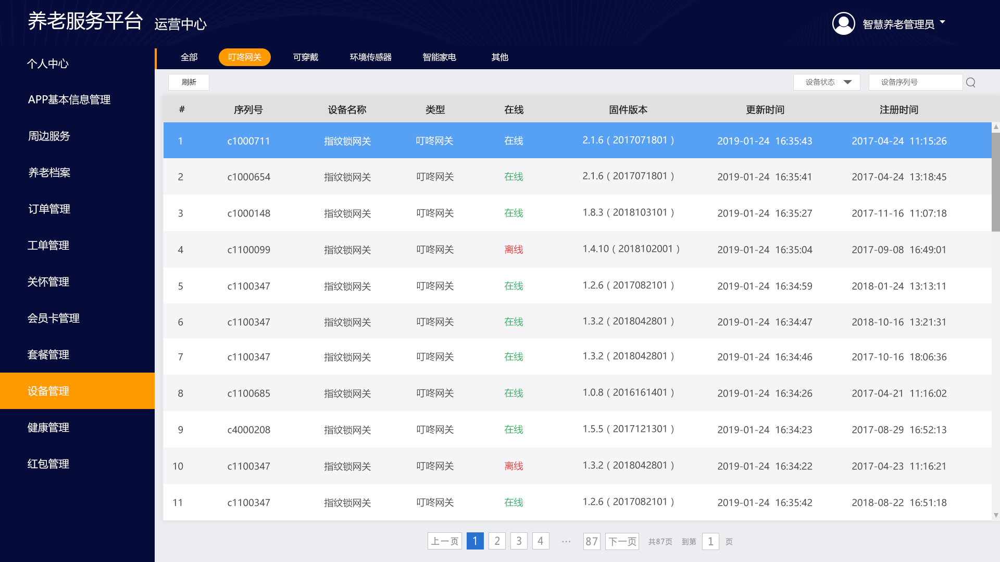 养老服务平台 运营中心 智慧养老管理员
个人中心
APP基本信息管理
周边服务
养老档案
订单管理
工单管理
关怀管理
会员卡管理
套餐管理
设备管理
健康管理
红包管理
全部 叮咚网关 可穿戴 环境传感器 智能家电 其他
刷新 设备状态 设备序列号
# 序列号 设备名称 类型 在线 固件版本 更新时间 注册时间
1 c1000711 指纹锁网关 叮咚网关 在线 2.1.6 ( 2017071801 ) 2019-01-24 16:35:43 2017-04-24 11:15:26
2 c1000654 指纹锁网关 叮咚网关 在线 2.1.6 ( 2017071801 ) 2019-01-24 16:35:41 2017-04-24 13:18:45
3 c1000148 指纹锁网关 叮咚网关 在线 1.8.3 ( 2018103101 ) 2019-01-24 16:35:27 2017-11-16 11:07:18
4 c1100099 指纹锁网关 叮咚网关 离线 1.4.10 ( 2018102001 ) 2019-01-24 16:35:04 2017-09-08 16:49:01
5 c1100347 指纹锁网关 叮咚网关 在线 1.2.6 ( 2017082101 ) 2019-01-24 16:34:59 2018-01-24 13:13:11
6 c1100347 指纹锁网关 叮咚网关 在线 1.3.2 ( 2018042801 ) 2019-01-24 16:34:47 2018-10-16 13:21:31
7 c1100347 指纹锁网关 叮咚网关 在线 1.3.2 ( 2018042801 ) 2019-01-24 16:34:46 2017-10-16 18:06:36
8 c1100685 指纹锁网关 叮咚网关 在线 1.0.8 ( 2016161401 ) 2019-01-24 16:34:26 2017-04-21 11:16:02
9 c4000208 指纹锁网关 叮咚网关 在线 1.5.5 ( 2017121301 ) 2019-01-24 16:34:23 2017-08-29 16:52:13
10 c1100347 指纹锁网关 叮咚网关 离线 1.3.2 ( 2018042801 ) 2019-01-24 16:34:22 2017-04-23 11:16:21
11 c1100347 指纹锁网关 叮咚网关 在线 1.2.6 ( 2017082101 ) 2019-01-24 16:35:42 2018-08-22 16:51:18
上一页 1 2 3 4 ··· 87 下一页 共87页 到第 1 页